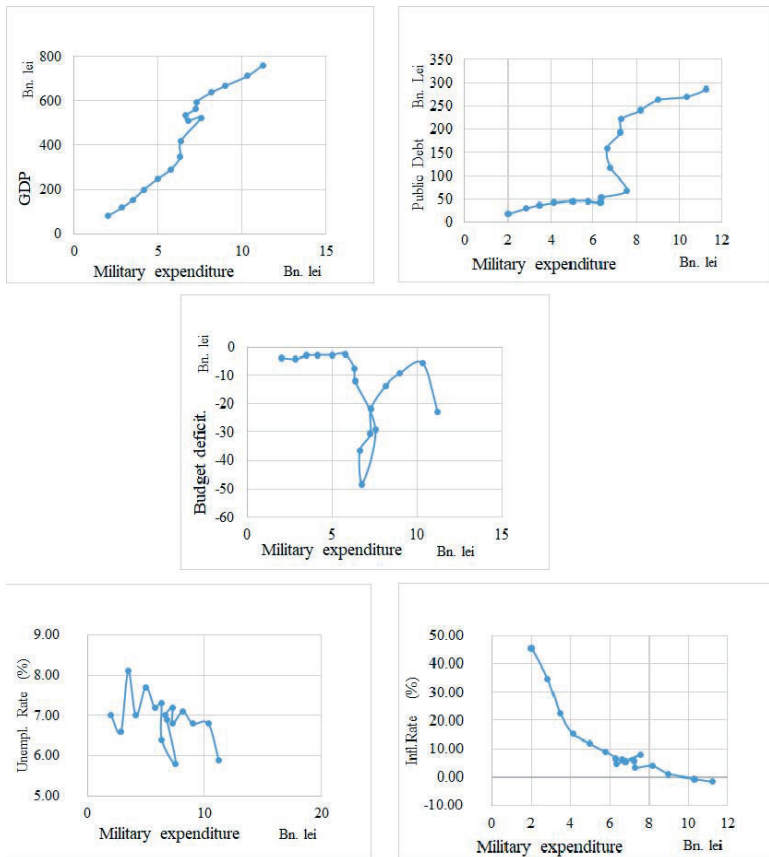 Bn. lei
GDP
800
600
400
200
0
0 5 10 15
Military expenditure Bn. lei
Bn. Lei
Public Debt
350
300
250
200
150
100
50
0
0 2 4 6 8 10 12
Military expenditure Bn. lei
Bn. lei
Budget deficit.
0
-10
-20
-30
-40
-50
-60
0 5 10 15
Military expenditure Bn. lei
Unempl. Rate (%)
9.00
8.00
7.00
6.00
5.00
0 10 20
Military expenditure Bn. lei
Infl.Rate (%)
50.00
40.00
30.00
20.00
10.00
0.00
-10.00
0 2 4 6 8 10 12
Military expenditure Bn. lei